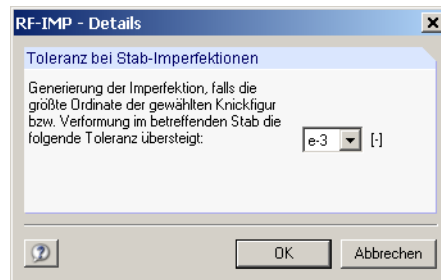 RF-IMP - Details
Toleranz bei Stab-Imperfektionen
Generierung der Imperfektion, falls die
größte Ordinate der gewählten Knickfigur
bzw. Verformung im betreffenden Stab die
folgende Toleranz übersteigt:
e-3 [-]
OK Abbrechen